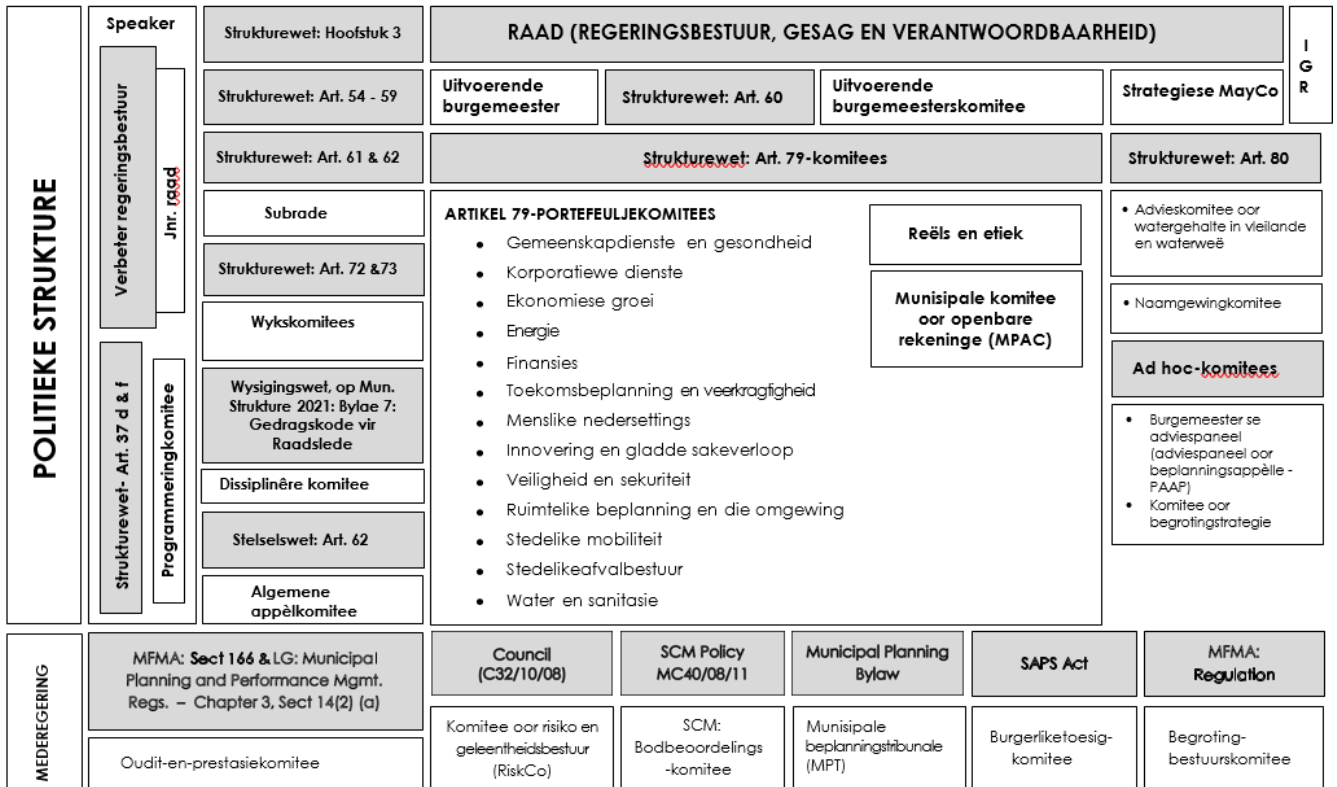 POLITIEKE STRUKTURE
Speaker
Verbeter regeringsbestuur
Jnr. raad
Strukturewet- Art. 37 d & f
Programmeringkomitee
Strukturewet: Hoofstuk 3
RAAD (REGERINGSBESTUUR, GESAG EN VERANTWOORDBAARHEID)
I
G
R
Strukturewet: Art. 54 - 59
Uitvoerende
burgemeester
Strukturewet: Art. 60
Uitvoerende
burgemeesterskomitee
Strategiese MayCo
Strukturewet: Art. 61 & 62
Strukturewet: Art. 79-komitees
Strukturewet: Art. 80
Subrade
Strukturewet: Art. 72 &73
Wykskomitees
Wysigingswet, op Mun.
Strukture 2021: Bylae 7:
Gedragskode vir
Raadslede
Dissiplinêre komitee
Stelselswet: Art. 62
Algemene
appèlkomitee
ARTIKEL 79-PORTEFEULJEKOMITEES
• Gemeenskapdienste en gesondheid
• Korporatiewe dienste
• Ekonomiese groei
• Energie
• Finansies
• Toekomsbeplanning en veerkragtigheid
• Menslike nedersettings
• Innovering en gladde sakeverloop
• Veiligheid en sekuriteit
• Ruimtelike beplanning en die omgewing
• Stedelike mobiliteit
• Stedelikeafvalbestuur
• Water en sanitasie
Reëls en etiek
Munisipale komitee
oor openbare
rekeninge (MPAC)
• Advieskomitee oor
watergehalte in vleilande
en waterweë
• Naamgewingkomitee
Ad hoc-komitees
• Burgemeester se
adviespaneel
(adviespaneel oor
beplanningsappèlle -
PAAP)
• Komitee oor
begrotingstrategie
MEDEREGERING
MFMA: Sect 166 & LG: Municipal
Planning and Performance Mgmt.
Regs. – Chapter 3, Sect 14(2) (a)
Oudit-en-prestasiekomitee
Council
(C32/10/08)
Komitee oor risiko en
geleentheidsbestuur
(RiskCo)
SCM Policy
MC40/08/11
SCM:
Bodbeoordelings
-komitee
Municipal Planning
Bylaw
Munisipale
beplanningstribunale
(MPT)
SAPS Act
Burgerliketoesig-
komitee
MFMA:
Regulation
Begroting-
bestuurskomitee